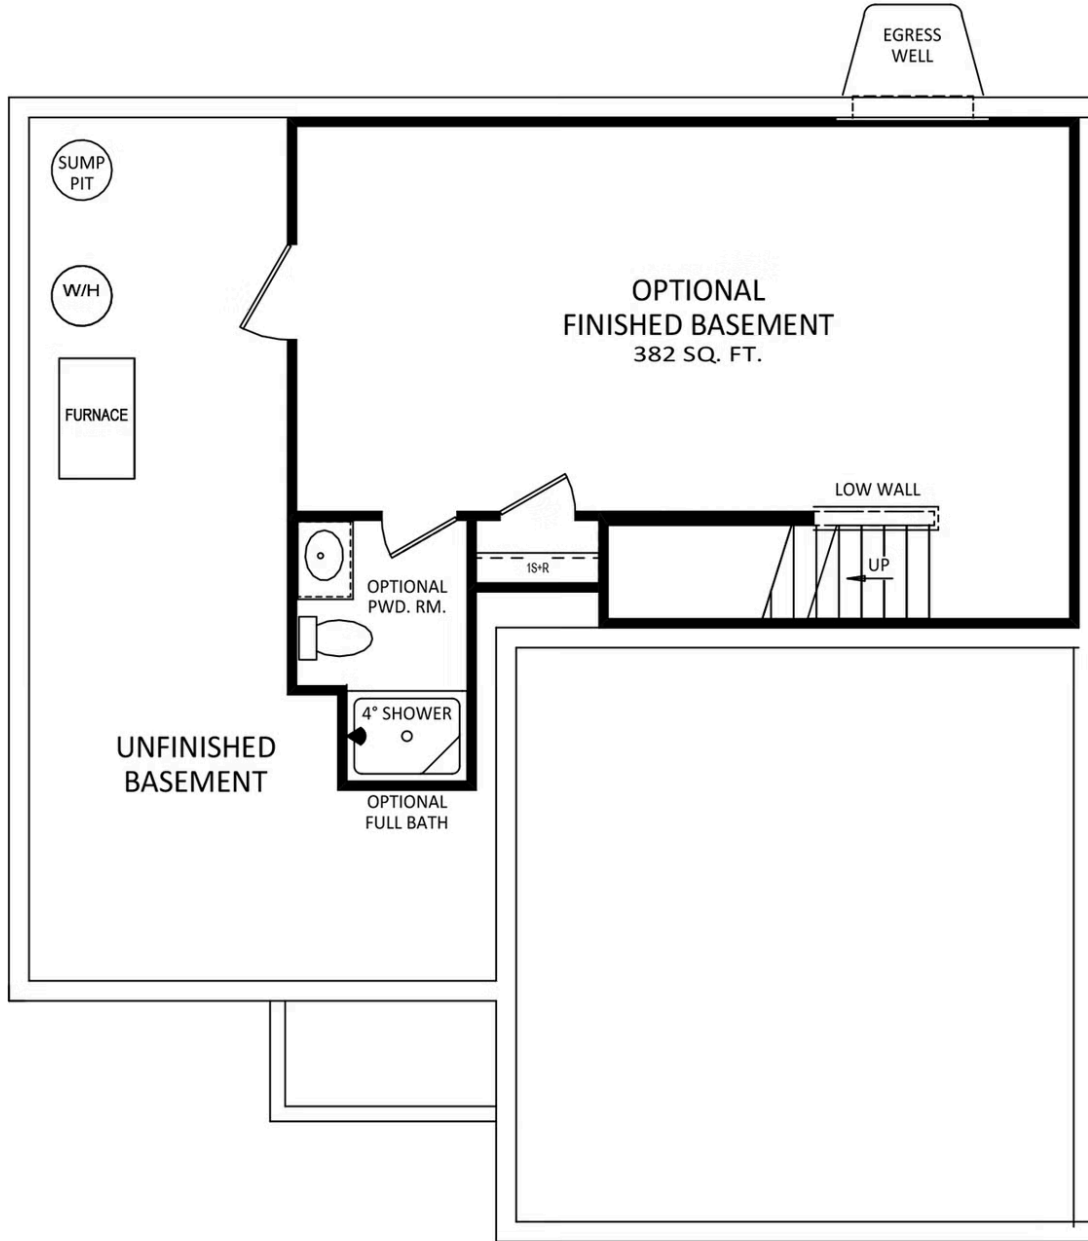 EGRESS
WELL
SUMP
PIT
W/H
FURNACE
OPTIONAL
FINISHED BASEMENT
382 SQ. FT.
LOW WALL
UP
1S+R
OPTIONAL
PWD. RM.
4° SHOWER
OPTIONAL
FULL BATH
UNFINISHED
BASEMENT